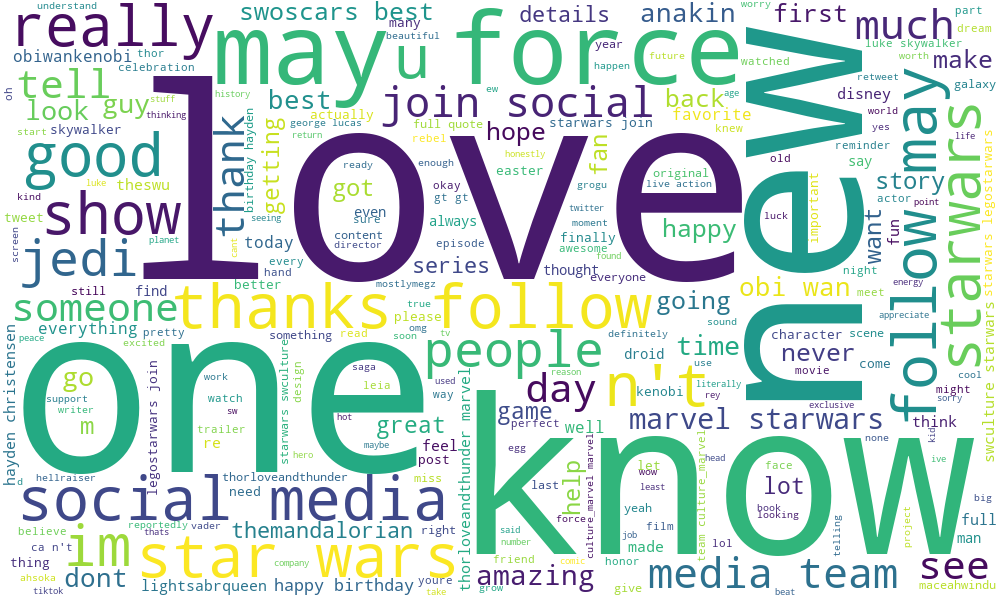 understand
really
swoscars best
many
beautiful
details
anakin
worry
first
much
part
dream
obiwankenobi
thor
celebration
may
u
force
year
happen
future
watched
luke skywalker
worth
make
oh
tell
stuff
thinking
history
best
actually
ew
join social
back
favorite
age
knew
disney
retweet
galaxy
look
guy
george lucas
return
full quote
rebel
starwars join
hope
world
yes
start
skywalker
good
thank
birthday hayden
getting
love
new
fan
old
reminder
say
follow may
starwars
life
luke
theswu
kind
ready
enough
honestly
easter
original
live action
actor
point
story
got
okay
gt gt
grogu
tweet
show
even
sure
always
twitter
moment
happy
luck
important
want
fun
screen
planet
seeing
cant
today
content
director
episode
finally
awesome
found
night
energy
jedi
every
hand
series
thought
everyone
still
find
better
mostlymegz
going
obi wan
meet
appreciate
someone
thanks follow
true
please
omg
sound
everything
pretty
something
read
soon
tv
definitely
character
scene
cool
peace
excited
people
droid
time
never
movie
come
might
sorry
hayden christensen
one
saga
leia
used
way
reason
n't
use
literally
rey
kenobi
go
support
writer
m
work
watch
sw
trailer
re
starwars swcultures
design
hero
hot
maybe
great
feel
post
day
game
perfect
well
exclusive
marvel starwars
think
kid
swculture starwars
starwars legostarwars
legostarwars join
thorloveandthunder marvel
know
egg
last
help
culture_marvel marvel
let
wow
least
team culture_marvel
head
face
lot
book
looking
none
ive
d
hellraiser
thorloveandthunder
need
miss
social media
yeah
film
job
telling
project
big
full
man
believe
reportedly
vader
thats
themandalorian
right
said
number
force
made
lol
ca n't
thing
im
star wars
company
friend
comic
honor
see
ahsoka
tiktok
dont
lightsabrqueen
happy birthday
youre
take
amazing
grow
give
media team
beat
maceahwindu